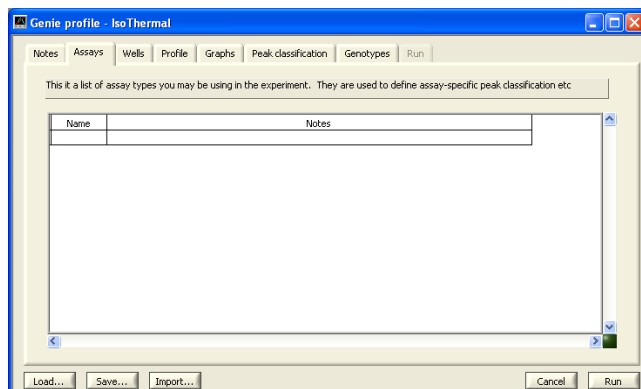 Genie profile - IsoThermal
Notes Assays Wells Profile Graphs Peak classification Genotypes Run
This it a list of assay types you may be using in the experiment. They are used to define assay-specific peak classification etc
Name Notes
Load... Save... Import... Cancel Run